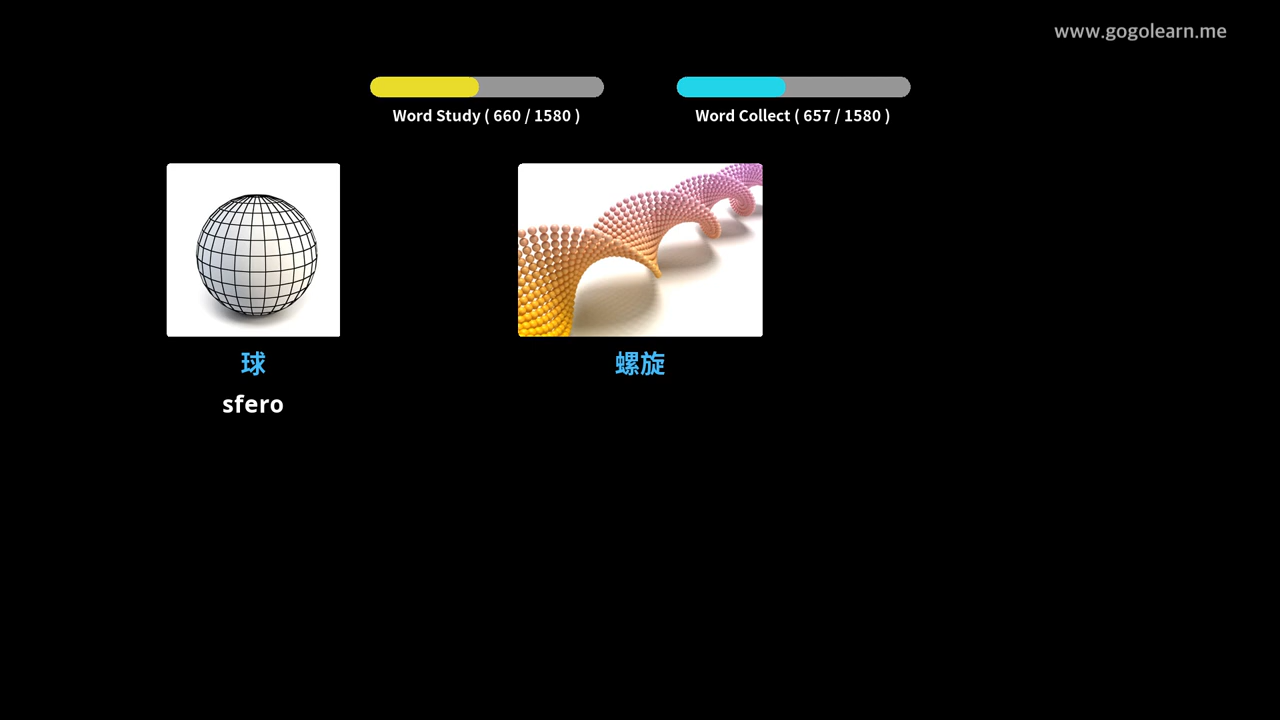 www.gogolearn.me
Word Study ( 660 / 1580 )
Word Collect ( 657 / 1580 )
球
螺旋
sfero